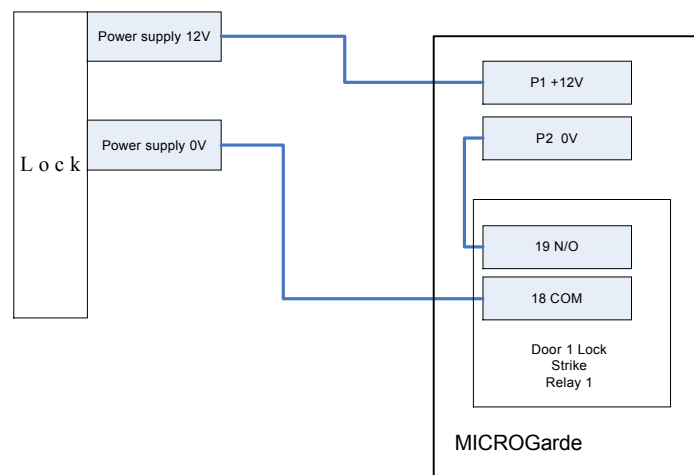 Power supply 12V
P1 +12V
P2 0V
Power supply 0V
Lock
19 N/O
18 COM
Door 1 Lock
Strike
Relay 1
MICROGarde